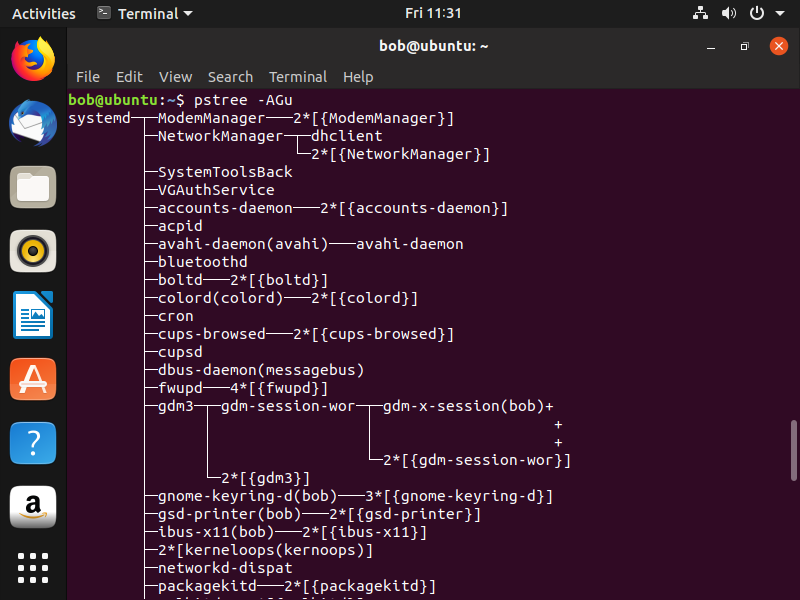 Activities Terminal Fri 11:31
bob@ubuntu: ~
File Edit View Search Terminal Help
bob@ubuntu:~$ pstree -AGu
systemd─┬─ModemManager───2*[{ModemManager}]
├─NetworkManager─┬─dhclient
└─2*[{NetworkManager}]
├─SystemToolsBack
├─VGAuthService
├─accounts-daemon───2*[{accounts-daemon}]
├─acpid
├─avahi-daemon(avahi)───avahi-daemon
├─bluetoothd
├─boltd───2*[{boltd}]
├─colord(colord)───2*[{colord}]
├─cron
├─cups-browsed───2*[{cups-browsed}]
├─cupsd
├─dbus-daemon(messagebus)
├─fwupd───4*[{fwupd}]
├─gdm3─┬─gdm-session-wor─┬─gdm-x-session(bob)+
+
+
└─2*[{gdm-session-wor}]
└─2*[{gdm3}]
├─gnome-keyring-d(bob)───3*[{gnome-keyring-d}]
├─gsd-printer(bob)───2*[{gsd-printer}]
├─ibus-x11(bob)───2*[{ibus-x11}]
├─2*[kerneloops(kernoops)]
├─networkd-dispat
├─packagekitd───2*[{packagekitd}]